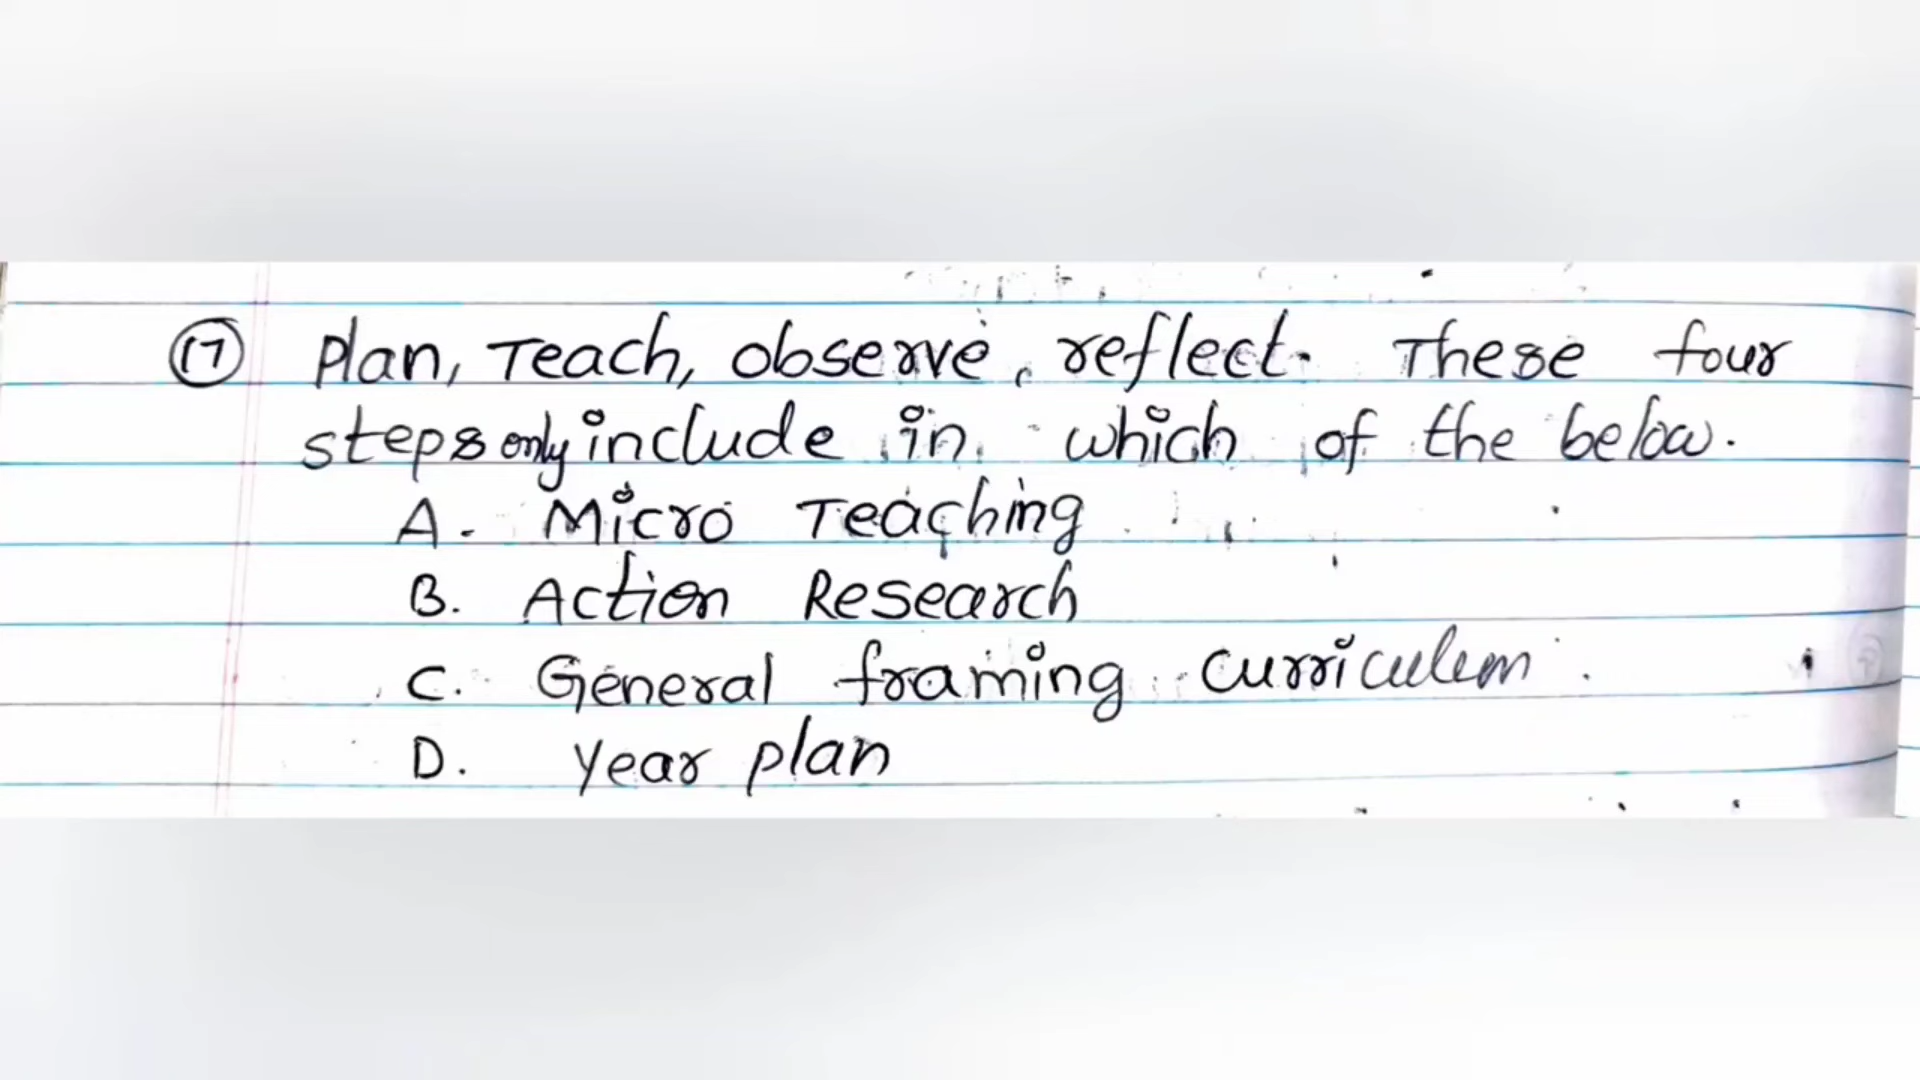 17 Plan, Teach, observe, reflect. These four
steps only include in which of the below.
A. Micro Teaching
B. Action Research
C. General framing curriculum.
D. Year plan